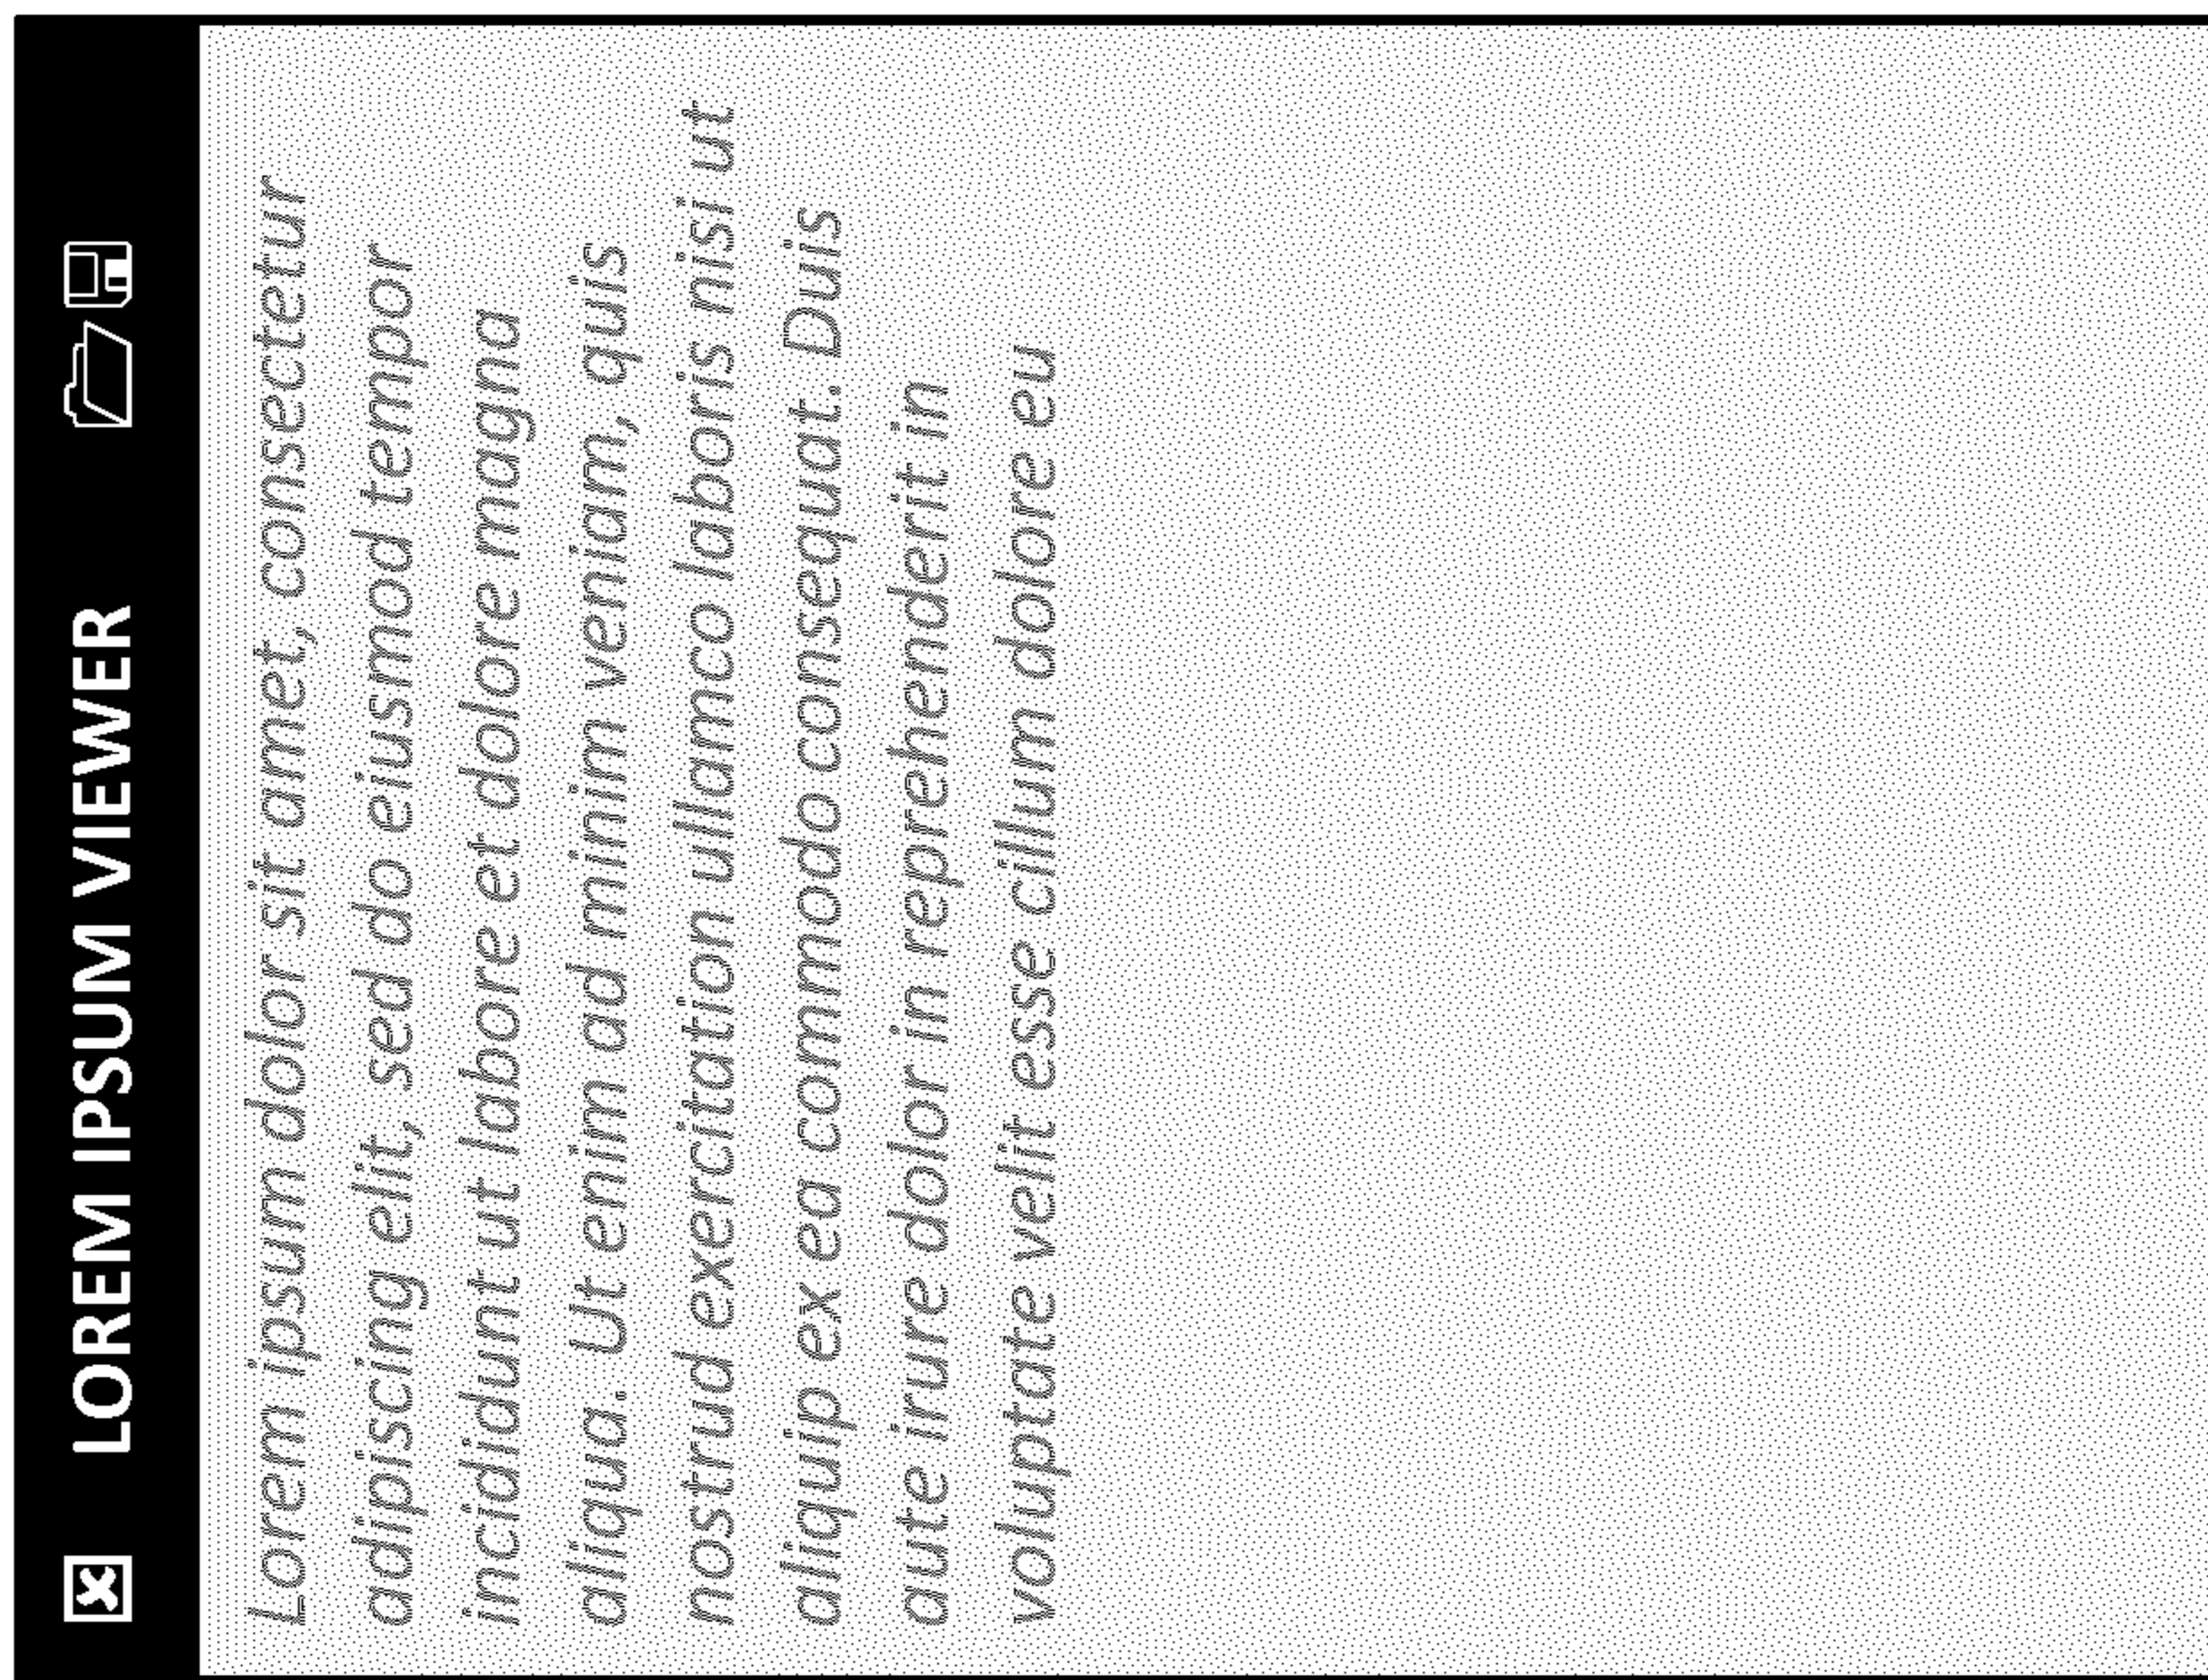 LOREM IPSUM VIEWER
Lorem ipsum dolor sit amet, consectetur
adipiscing elit, sed do eiusmod tempor
incididunt ut labore et dolore magna
aliqua. Ut enim ad minim veniam, quis
nostrud exercitation ullamco laboris nisi ut
aliquip ex ea commodo consequat. Duis
aute irure dolor in reprehenderit in
voluptate velit esse cillum dolore eu